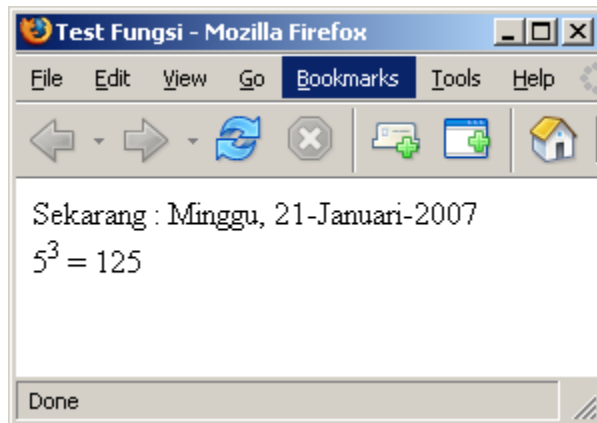 Test Fungsi - Mozilla Firefox
File Edit View Go Bookmarks Tools Help
Sekarang : Minggu, 21-Januari-2007
5³ = 125
Done